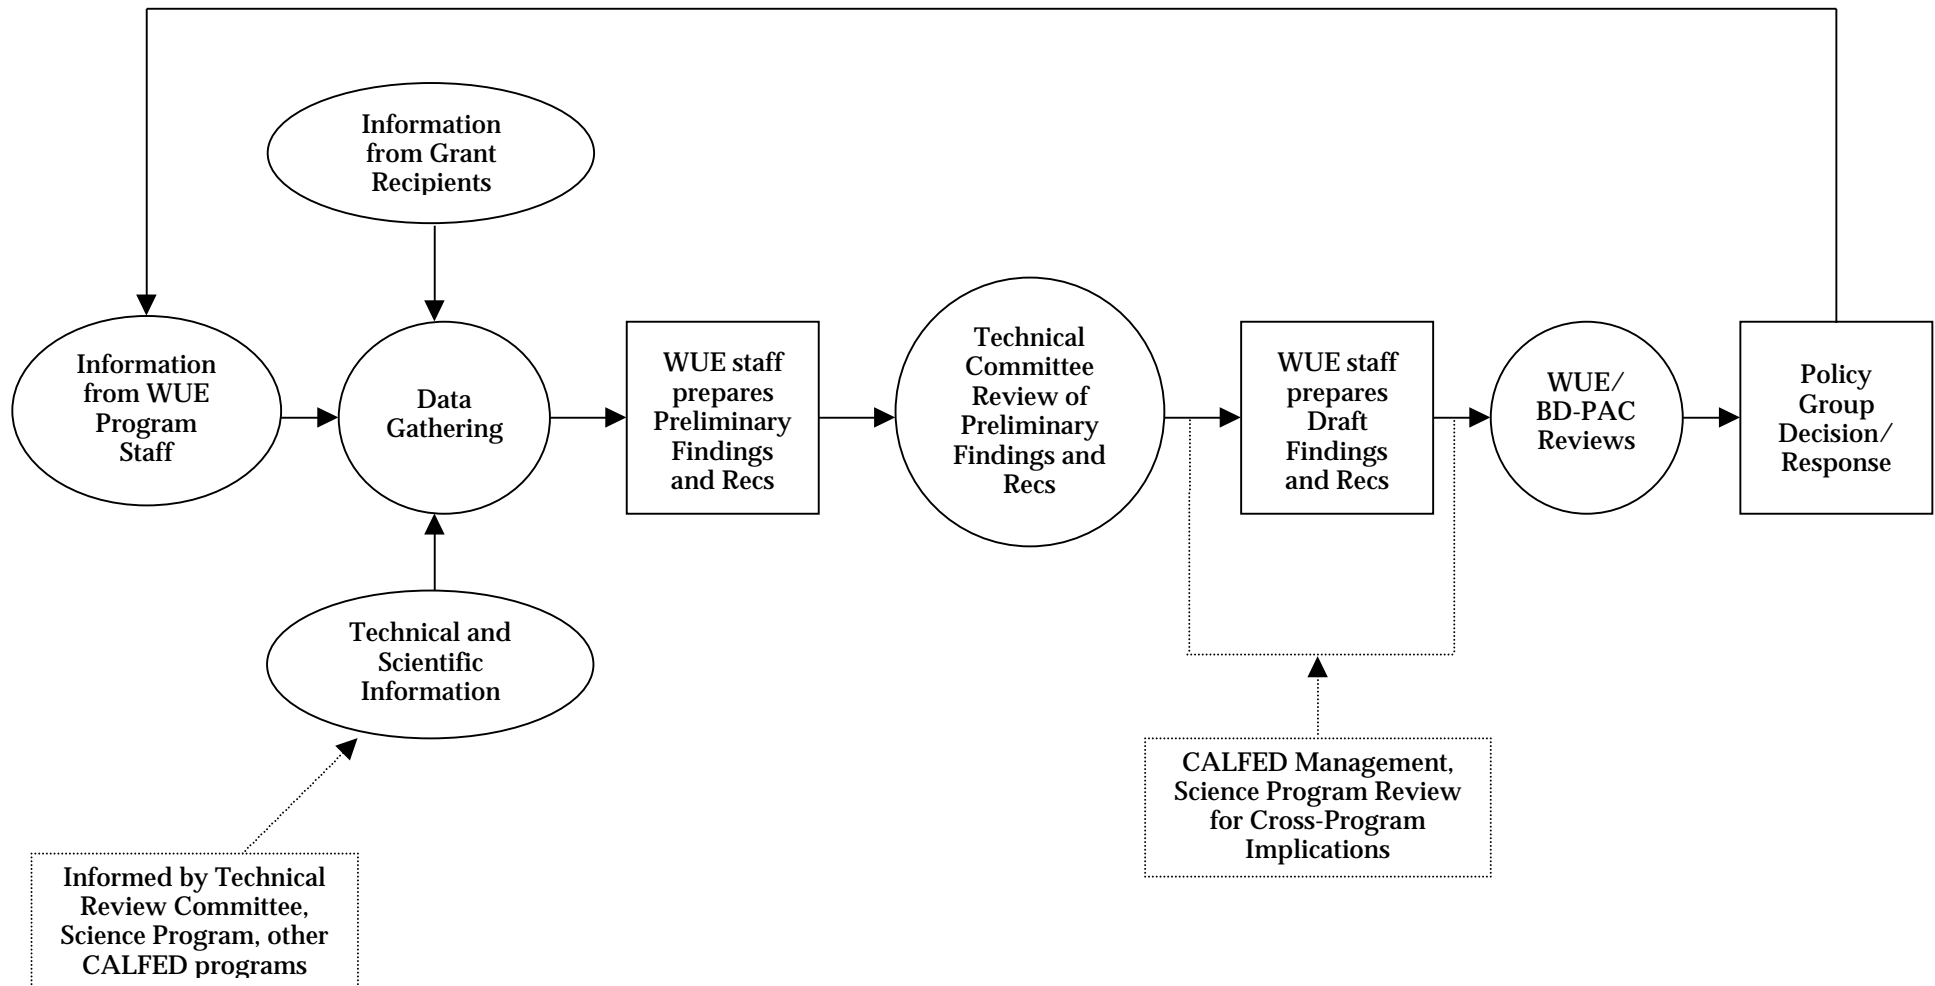 Information
from Grant
Recipients
Information
from WUE
Program
Staff
Data
Gathering
WUE staff
prepares
Preliminary
Findings
and Recs
Technical
Committee
Review of
Preliminary
Findings and
Recs
WUE staff
prepares
Draft
Findings
and Recs
WUE/
BD-PAC
Reviews
Policy
Group
Decision/
Response
Technical and
Scientific
Information
CALFED Management,
Science Program Review
for Cross-Program
Implications
Informed by Technical
Review Committee,
Science Program, other
CALFED programs